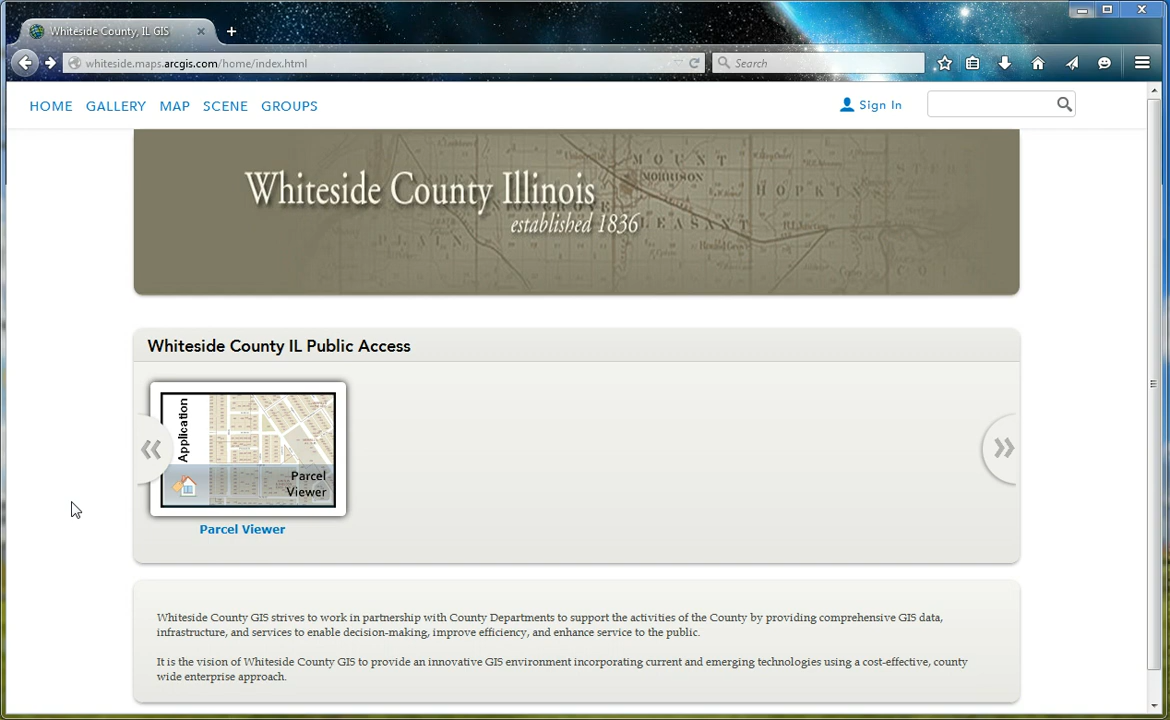 Whiteside County, IL GIS
whiteside.maps.arcgis.com/home/index.html
Search
HOME GALLERY MAP SCENE GROUPS
Sign In
MOUNT
MORRISON
HOPKINS
Whiteside County Illinois
established 1836
PLEASANT
Whiteside County IL Public Access
Application
Parcel
Viewer
Parcel Viewer
Whiteside County GIS strives to work in partnership with County Departments to support the activities of the County by providing comprehensive GIS data,
infrastructure, and services to enable decision-making, improve efficiency, and enhance service to the public.
It is the vision of Whiteside County GIS to provide an innovative GIS environment incorporating current and emerging technologies using a cost-effective, county
wide enterprise approach.